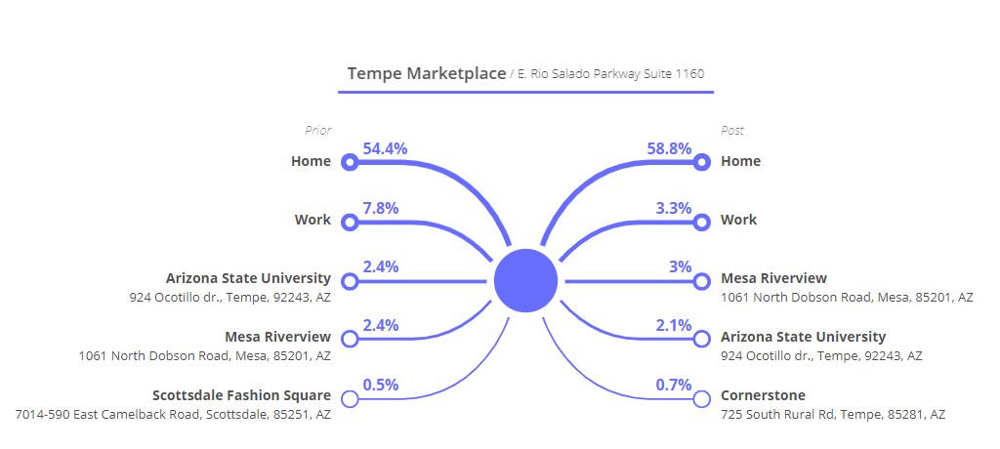 Tempe Marketplace / E. Rio Salado Parkway Suite 1160
Prior
Home
54.4%
Work
7.8%
Arizona State University
924 Ocotillo dr., Tempe, 92243, AZ
2.4%
Mesa Riverview
1061 North Dobson Road, Mesa, 85201, AZ
2.4%
Scottsdale Fashion Square
7014-590 East Camelback Road, Scottsdale, 85251, AZ
0.5%
Post
58.8%
Home
3.3%
Work
3%
Mesa Riverview
1061 North Dobson Road, Mesa, 85201, AZ
2.1%
Arizona State University
924 Ocotillo dr., Tempe, 92243, AZ
0.7%
Cornerstone
725 South Rural Rd, Tempe, 85281, AZ